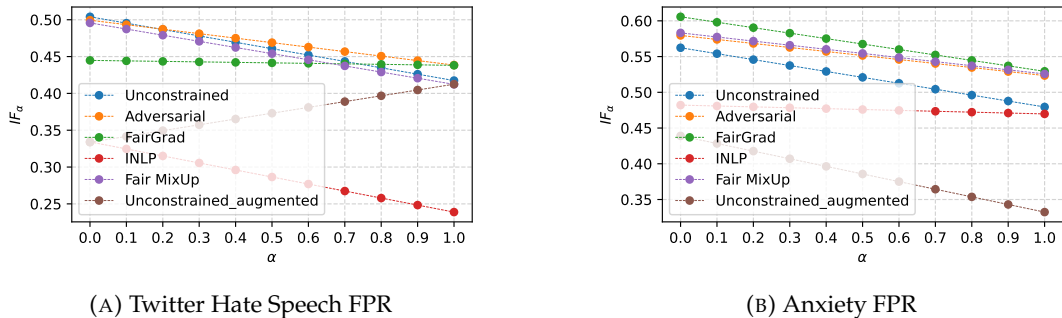 0.50
0.45
0.40
0.35
0.30
0.25
IFα
Unconstrained
Adversarial
FairGrad
INLP
Fair MixUp
Unconstrained_augmented
0.0 0.1 0.2 0.3 0.4 0.5 0.6 0.7 0.8 0.9 1.0
α
(A) Twitter Hate Speech FPR
0.60
0.55
0.50
0.45
0.40
0.35
IFα
Unconstrained
Adversarial
FairGrad
INLP
Fair MixUp
Unconstrained_augmented
0.0 0.1 0.2 0.3 0.4 0.5 0.6 0.7 0.8 0.9 1.0
α
(B) Anxiety FPR